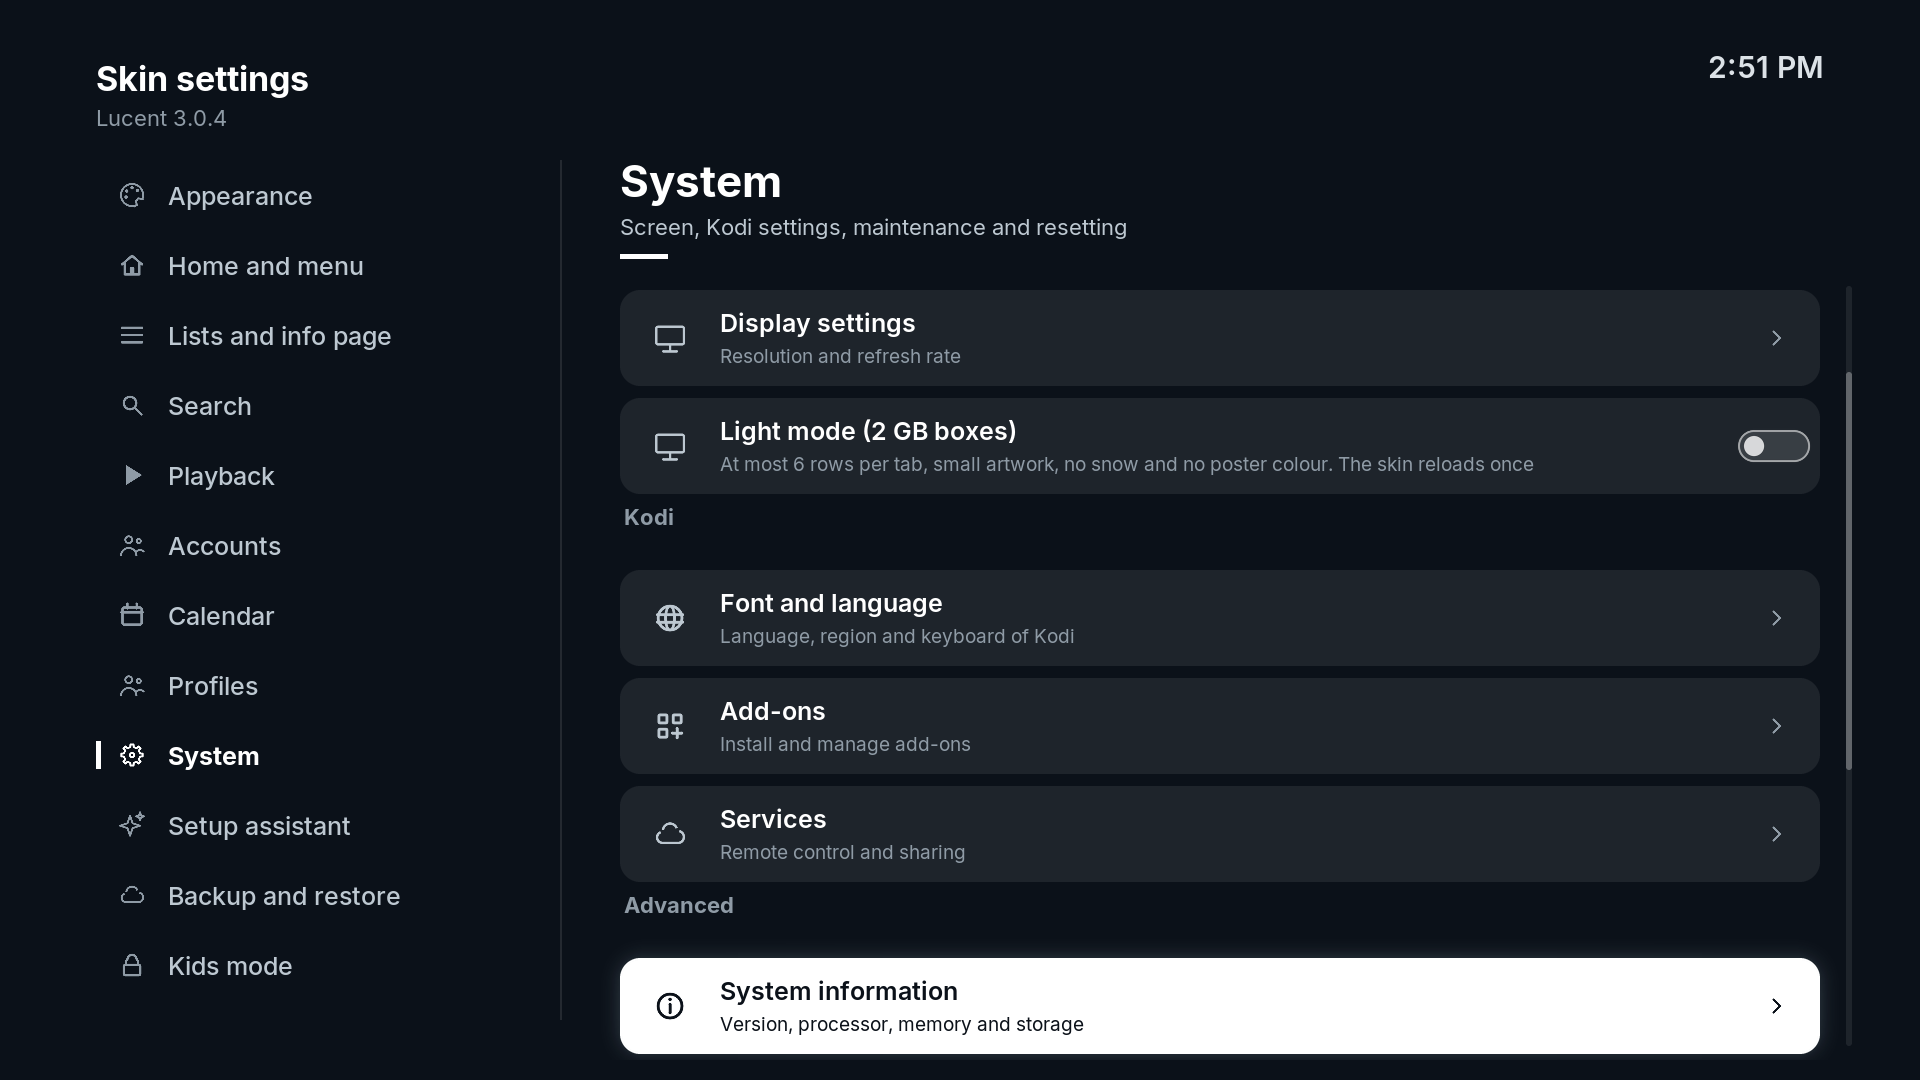 Skin settings
Lucent 3.0.4
2:51 PM
Appearance
Home and menu
Lists and info page
Search
Playback
Accounts
Calendar
Profiles
System
Setup assistant
Backup and restore
Kids mode
System
Screen, Kodi settings, maintenance and resetting
Display settings
Resolution and refresh rate
Light mode (2 GB boxes)
At most 6 rows per tab, small artwork, no snow and no poster colour. The skin reloads once
Kodi
Font and language
Language, region and keyboard of Kodi
Add-ons
Install and manage add-ons
Services
Remote control and sharing
Advanced
System information
Version, processor, memory and storage